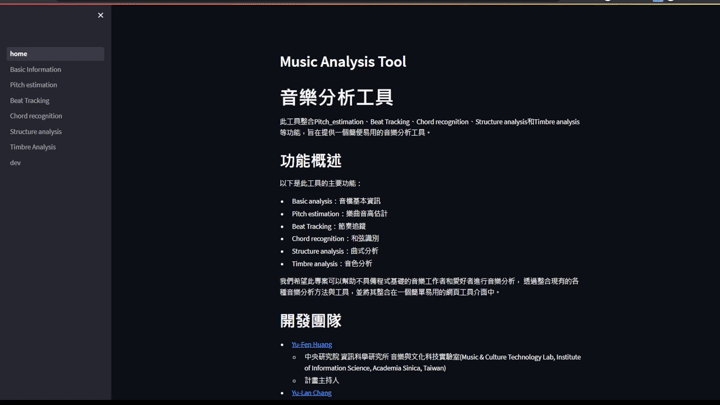 home
Basic Information
Pitch estimation
Beat Tracking
Chord recognition
Structure analysis
Timbre Analysis
dev
Music Analysis Tool
音樂分析工具
此工具整合Pitch_estimation、Beat Tracking、Chord recognition、Structure analysis和Timbre analysis
等功能，旨在提供一個簡便易用的音樂分析工具。
功能概述
以下是此工具的主要功能：
Basic analysis：音檔基本資訊
Pitch estimation：樂曲音高估計
Beat Tracking：節奏追蹤
Chord recognition：和弦識別
Structure analysis：曲式分析
Timbre analysis：音色分析
我們希望此專案可以幫助不具備程式基礎的音樂工作者和愛好者進行音樂分析， 透過整合現有的各
種音樂分析方法與工具，並將其整合在一個簡單易用的網頁工具介面中。
開發團隊
Yu-Fen Huang
中央研究院 資訊科學研究所 音樂與文化科技實驗室(Music & Culture Technology Lab, Institute
of Information Science, Academia Sinica, Taiwan)
計畫主持人
Yu-Lan Chang